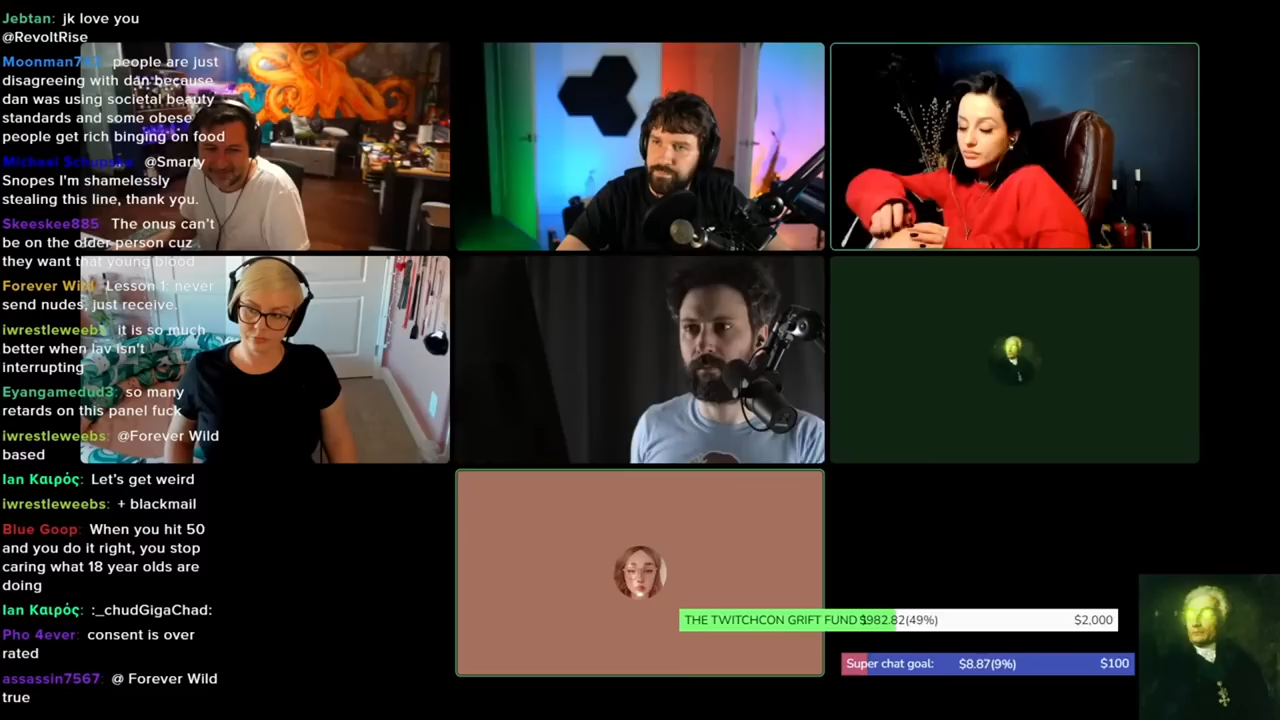 Jebtan: jk love you
@RevoltRise
people are just
disagreeing with dan because
dan was using societal beauty
standards and some obese
people get rich binging on food
@Smarty
Snopes I'm shamelessly
stealing this line, thank you.
Skeeskee885 The onus can't
be on the older person cuz
they want that young blood
Forever Wild Lesson 1: never
send nudes, just receive.
iwrestleweebs: it is so much
better when lav isn't
interrupting
Eyangamedud3: so many
retards on this panel fuck
iwrestleweebs: @Forever Wild
based
Ian Καιρός: Let's get weird
iwrestleweebs: + blackmail
Blue Goop: When you hit 50
and you do it right, you stop
caring what 18 year olds are
doing
Ian Καιρός: :_chudGigaChad:
Pho 4ever: consent is over
rated
assassin7567: @ Forever Wild
true
THE TWITCHCON GRIFT FUND $982.82(49%) $2,000
Super chat goal: $8.87(9%) $100